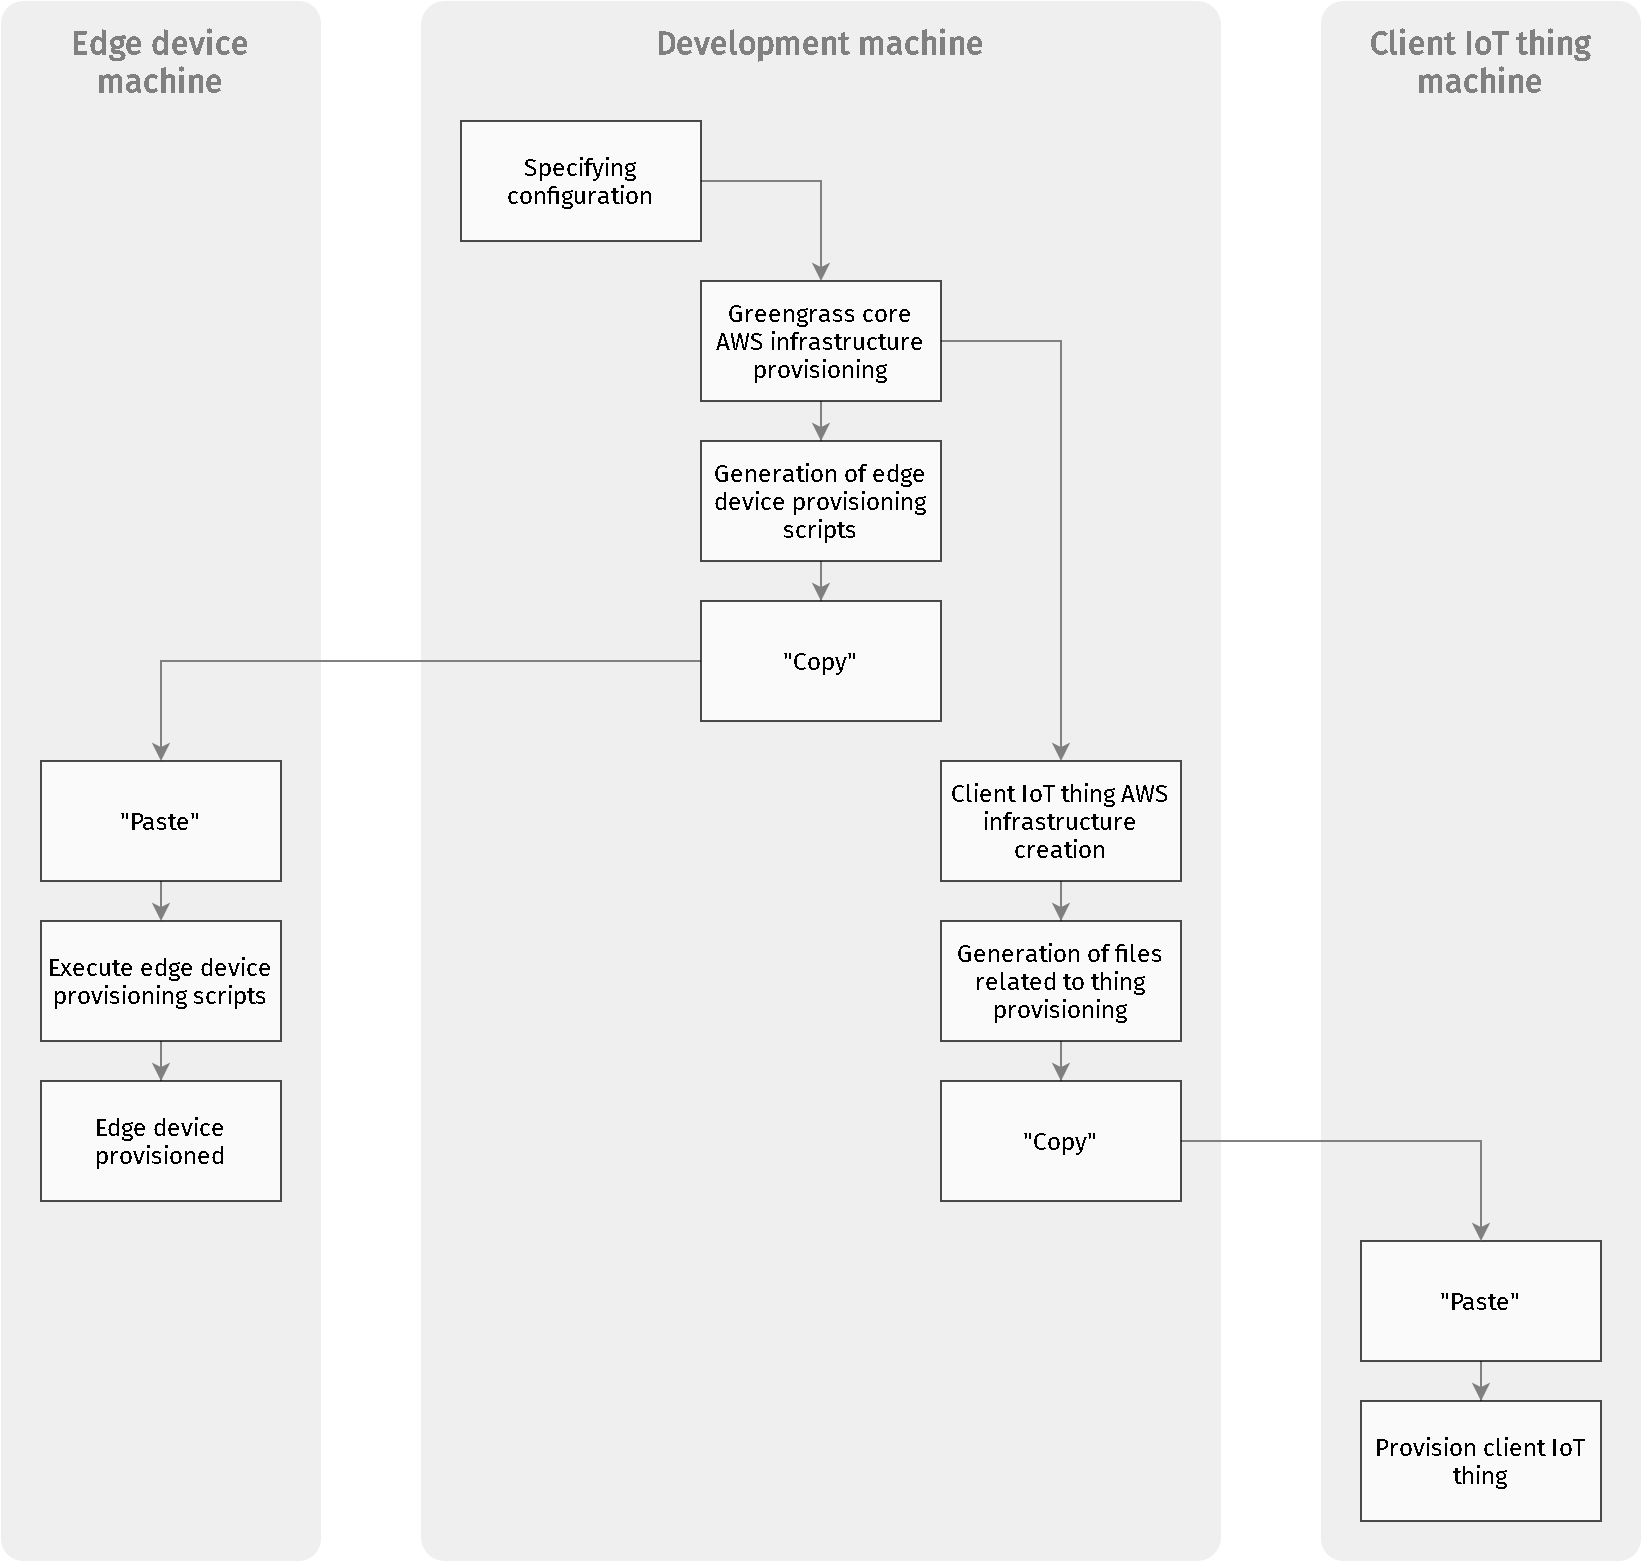 Edge device
machine
Development machine
Client IoT thing
machine
Specifying
configuration
Greengrass core
AWS infrastructure
provisioning
Generation of edge
device provisioning
scripts
"Copy"
"Paste"
Execute edge device
provisioning scripts
Edge device
provisioned
Client IoT thing AWS
infrastructure
creation
Generation of files
related to thing
provisioning
"Copy"
"Paste"
Provision client IoT
thing